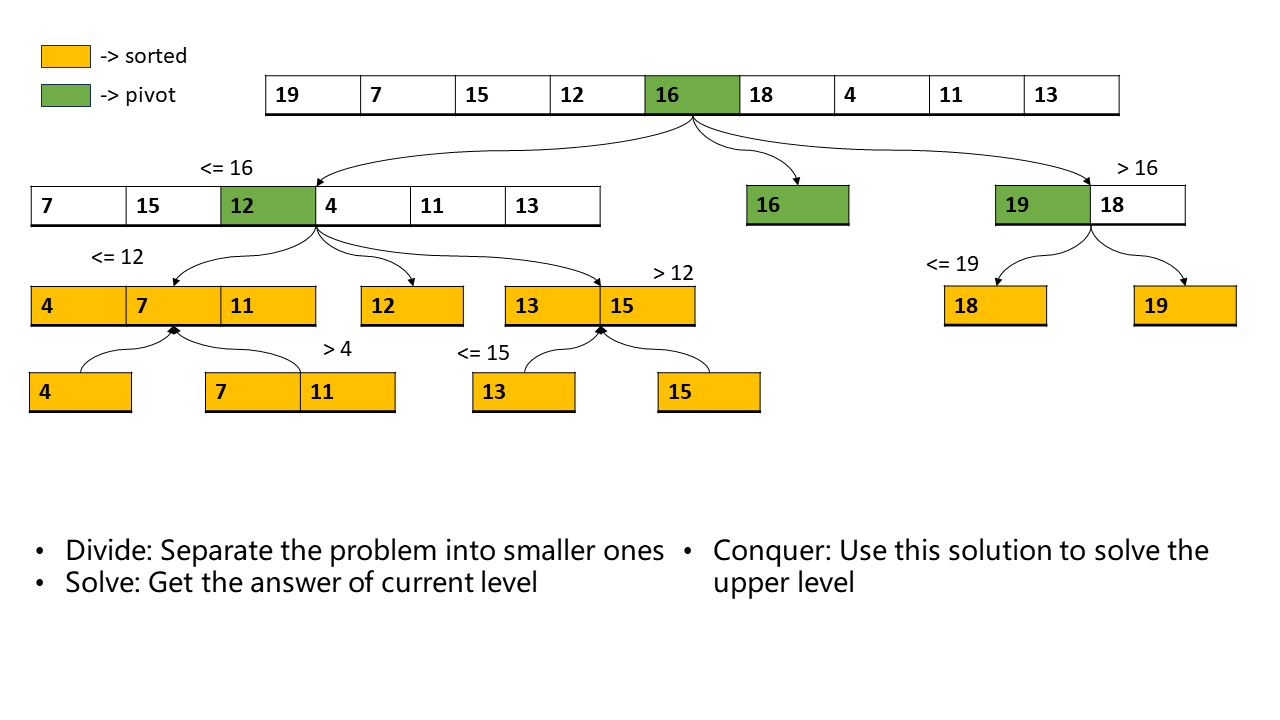 -> sorted
-> pivot
19 7 15 12 16 18 4 11 13
<= 16
> 16
7 15 12 4 11 13
16
19 18
<= 12
> 12
<= 19
4 7 11
12
13 15
18
19
> 4
<= 15
4
7 11
13
15
• Divide: Separate the problem into smaller ones
• Solve: Get the answer of current level
• Conquer: Use this solution to solve the
upper level